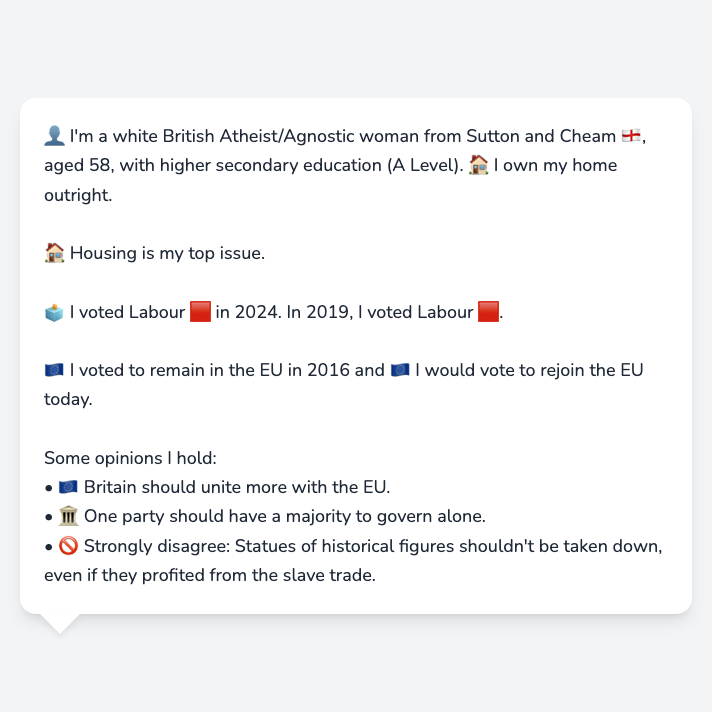 👤 I'm a white British Atheist/Agnostic woman from Sutton and Cheam 🏴󠁧󠁢󠁥󠁮󠁧󠁿,
aged 58, with higher secondary education (A Level). 🏠 I own my home
outright.
🏠 Housing is my top issue.
🗳️ I voted Labour 🟥 in 2024. In 2019, I voted Labour 🟥.
🇪🇺 I voted to remain in the EU in 2016 and 🇪🇺 I would vote to rejoin the EU
today.
Some opinions I hold:
• 🇪🇺 Britain should unite more with the EU.
• 🏛️ One party should have a majority to govern alone.
• 🚫 Strongly disagree: Statues of historical figures shouldn't be taken down,
even if they profited from the slave trade.